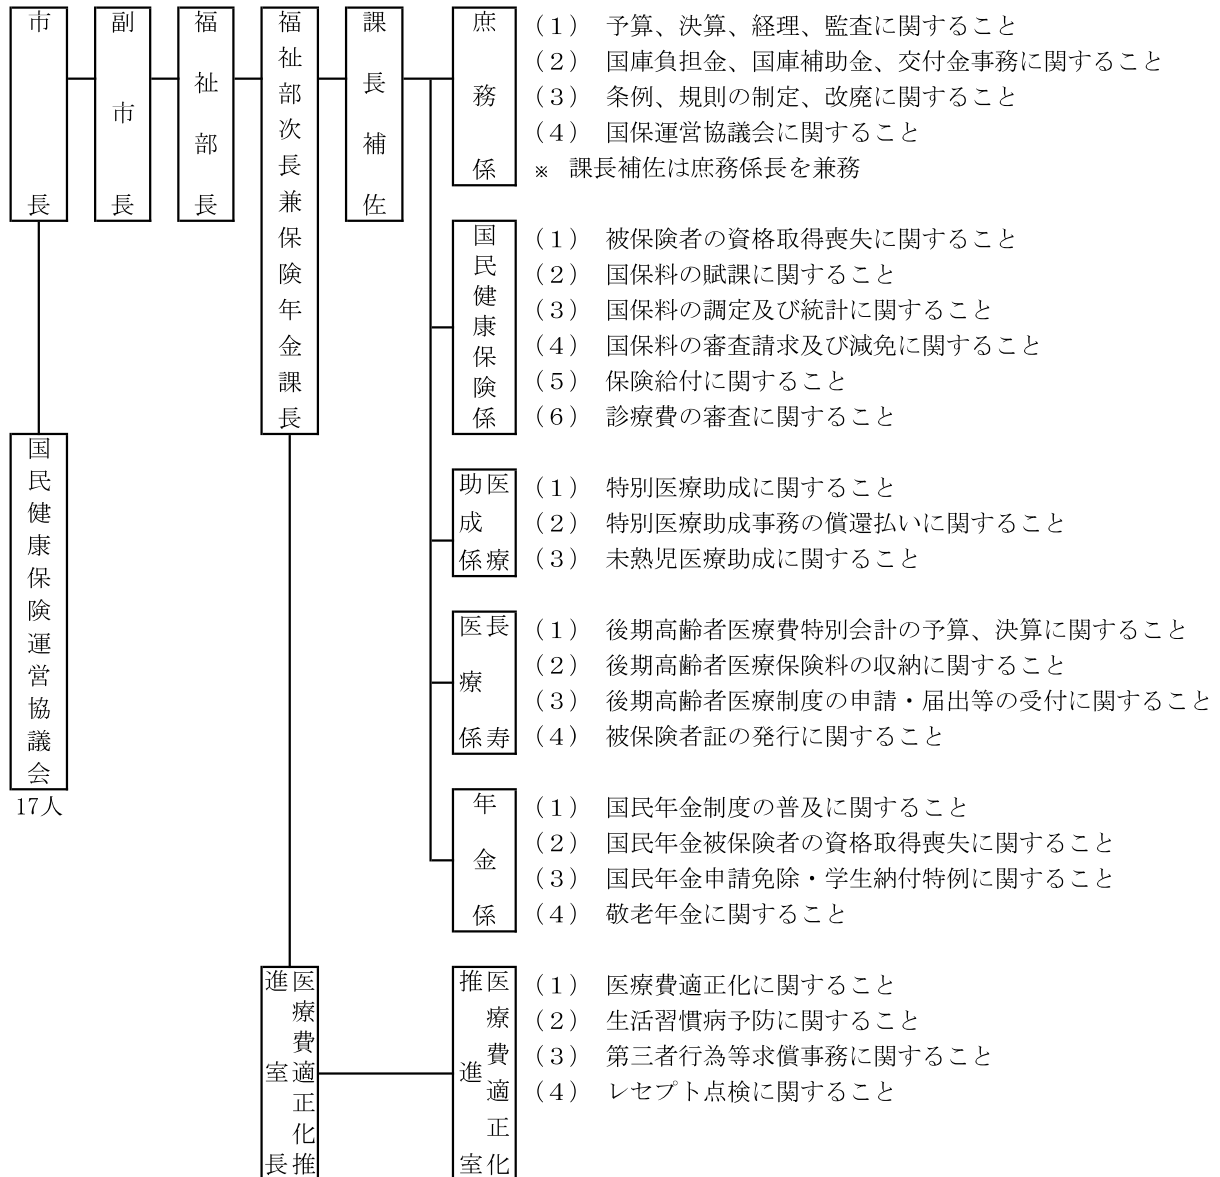 市長
副市長
福祉部長
福祉部次長兼保険年金課長
課長補佐
庶務係
（１） 予算、決算、経理、監査に関すること
（２） 国庫負担金、国庫補助金、交付金事務に関すること
（３） 条例、規則の制定、改廃に関すること
（４） 国保運営協議会に関すること
※ 課長補佐は庶務係長を兼務
国民健康保険係
（１） 被保険者の資格取得喪失に関すること
（２） 国保料の賦課に関すること
（３） 国保料の調定及び統計に関すること
（４） 国保料の審査請求及び減免に関すること
（５） 保険給付に関すること
（６） 診療費の審査に関すること
国民健康保険運営協議会
17人
医療助成係
（１） 特別医療助成に関すること
（２） 特別医療助成事務の償還払いに関すること
（３） 未熟児医療助成に関すること
長寿医療係
（１） 後期高齢者医療費特別会計の予算、決算に関すること
（２） 後期高齢者医療保険料の収納に関すること
（３） 後期高齢者医療制度の申請・届出等の受付に関すること
（４） 被保険者証の発行に関すること
年金係
（１） 国民年金制度の普及に関すること
（２） 国民年金被保険者の資格取得喪失に関すること
（３） 国民年金申請免除・学生納付特例に関すること
（４） 敬老年金に関すること
医療費適正化推進室長
医療費適正化推進室
（１） 医療費適正化に関すること
（２） 生活習慣病予防に関すること
（３） 第三者行為等求償事務に関すること
（４） レセプト点検に関すること